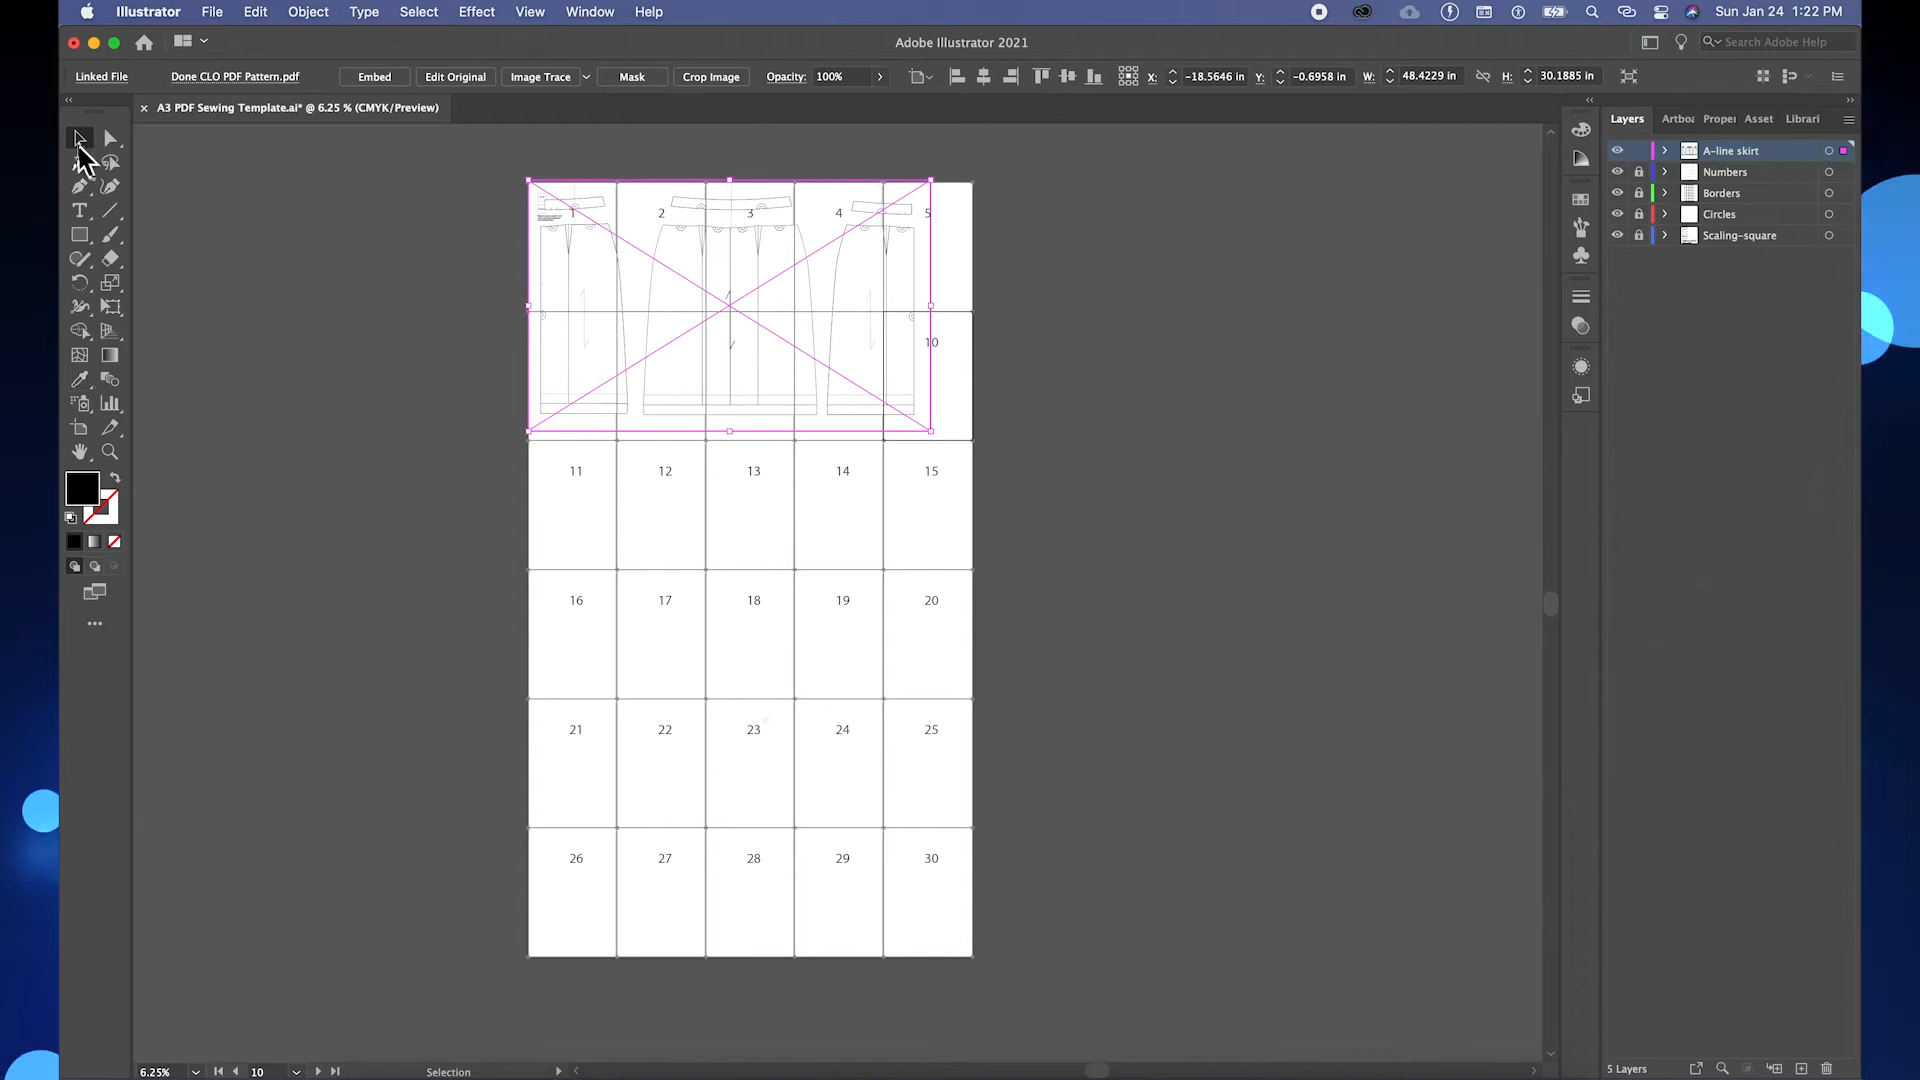 Illustrator File Edit Object Type Select Effect View Window Help
Sun Jan 24 1:22 PM
Adobe Illustrator 2021
Search Adobe Help
Linked File Done CLO PDF Pattern.pdf Embed Edit Original Image Trace Mask Crop Image Opacity: 100% X: -18.5646 in Y: -0.6958 in W: 48.4229 in H: 30.1885 in
× A3 PDF Sewing Template.ai* @ 6.25 % (CMYK/Preview)
Layers Artboa Proper Asset Librari
A-line skirt
Numbers
Borders
Circles
Scaling-square
1 2 3 4 5
10
11 12 13 14 15
16 17 18 19 20
21 22 23 24 25
26 27 28 29 30
6.25% 10 Selection
5 Layers